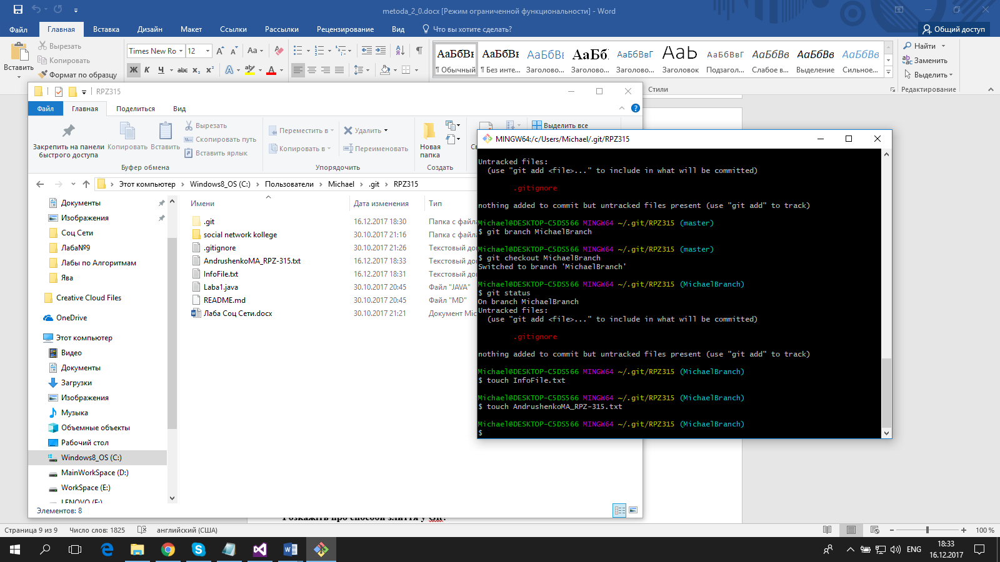 metoda_2_0.docx [Режим ограниченной функциональности] - Word
Файл Главная Вставка Дизайн Макет Ссылки Рассылки Рецензирование Вид Что вы хотите сделать? Общий доступ
Вставить
Вырезать
Копировать
Формат по образцу
Times New Ro 12
Aa
Ж К Ч abc x₂ x²
АаБбВı АаБбВı АаБбВı АаБбВ. АаБбВвГ АаБ АаБбВвГ АаБбВв АаБбВв АаБбВв
¶ Обычный ¶ Без инте... Заголово... Заголово... Заголово... Заголовок Подзагол... Слабое в... Выделение Сильное...
Стили
Найти
Заменить
Выделить
Редактирование
RPZ315
Файл Главная Поделиться Вид
Закрепить на панели быстрого доступа
Копировать
Вставить
Вырезать
Скопировать путь
Вставить ярлык
Буфер обмена
Переместить в
Копировать в
Удалить
Переименовать
Упорядочить
Новая папка
Создать
Выделить все
Этот компьютер > Windows8_OS (C:) > Пользователи > Michael > .git > RPZ315
Документы
Изображения
Соц Сети
Лаба№9
Лабы по Алгоритмам
Ява
Creative Cloud Files
OneDrive
Этот компьютер
Видео
Документы
Загрузки
Изображения
Музыка
Объемные объекты
Рабочий стол
Windows8_OS (C:)
MainWorkSpace (D:)
WorkSpace (E:)
LENOVO (F:)
Элементов: 8
Имени Дата изменения Тип
.git 16.12.2017 18:30 Папка с файла
social network kollege 30.10.2017 21:16 Папка с файла
.gitignore 30.10.2017 21:26 Текстовый до
AndrushenkoMA_RPZ-315.txt 16.12.2017 18:33 Текстовый до
InfoFile.txt 16.12.2017 18:31 Текстовый до
Laba1.java 30.10.2017 20:45 Файл "JAVA"
README.md 30.10.2017 20:45 Файл "MD"
Лаба Соц Сети.docx 30.10.2017 21:21 Документ Mic
MINGW64:/c/Users/Michael/.git/RPZ315
Untracked files:
(use "git add <file>..." to include in what will be committed)
.gitignore
nothing added to commit but untracked files present (use "git add" to track)
Michael@DESKTOP-C5DS566 MINGW64 ~/.git/RPZ315 (master)
$ git branch MichaelBranch
Michael@DESKTOP-C5DS566 MINGW64 ~/.git/RPZ315 (master)
$ git checkout MichaelBranch
Switched to branch 'MichaelBranch'
Michael@DESKTOP-C5DS566 MINGW64 ~/.git/RPZ315 (MichaelBranch)
$ git status
On branch MichaelBranch
Untracked files:
(use "git add <file>..." to include in what will be committed)
.gitignore
nothing added to commit but untracked files present (use "git add" to track)
Michael@DESKTOP-C5DS566 MINGW64 ~/.git/RPZ315 (MichaelBranch)
$ touch InfoFile.txt
Michael@DESKTOP-C5DS566 MINGW64 ~/.git/RPZ315 (MichaelBranch)
$ touch AndrushenkoMA_RPZ-315.txt
Michael@DESKTOP-C5DS566 MINGW64 ~/.git/RPZ315 (MichaelBranch)
$
Розкажіть про способи злиття у Git?
Страница 9 из 9 Число слов: 1825 английский (США) 100 %
ENG
18:33
16.12.2017